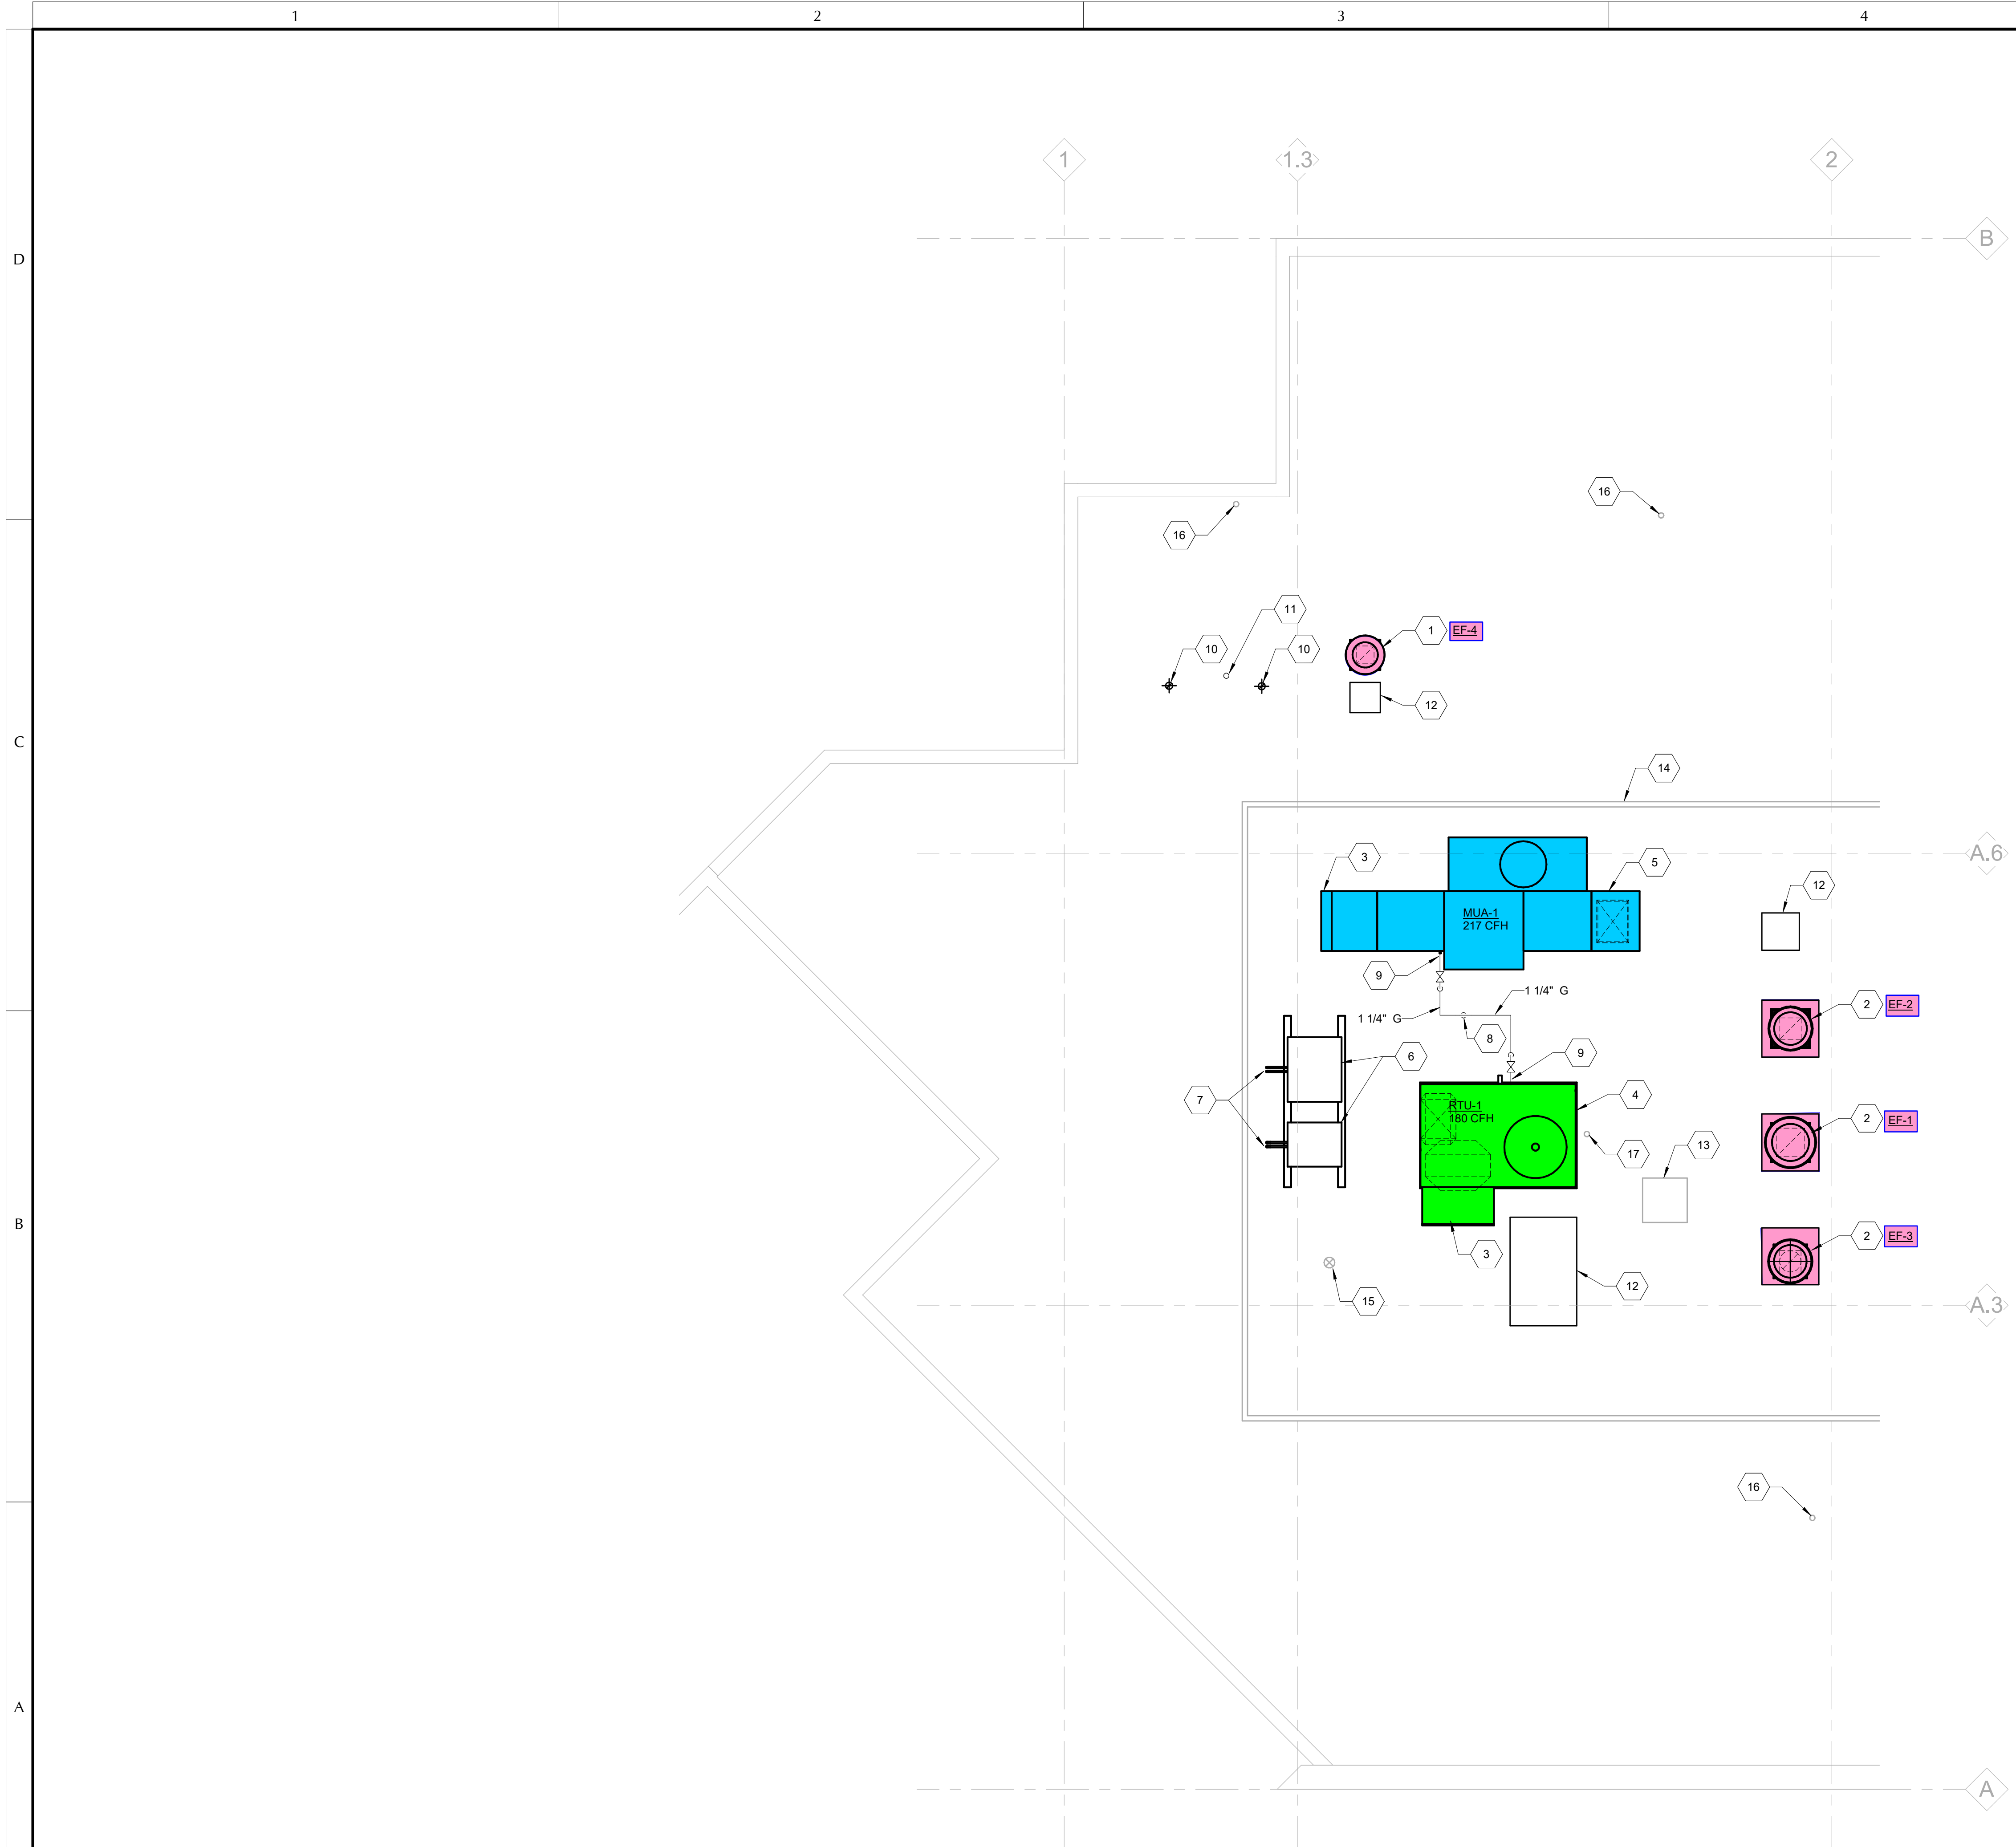 1 2 3 4
1 1.3 2
B
D
16
16
11
1 EF-4
10 10
12
C
14
A.6
3
5
12
MUA-1
217 CFH
9
1 1/4" G
2 EF-2
1 1/4" G
8
6
9
7
4
RTU-1
180 CFH
2 EF-1
13
17
B
2 EF-3
3
12
15
A.3
16
A
A